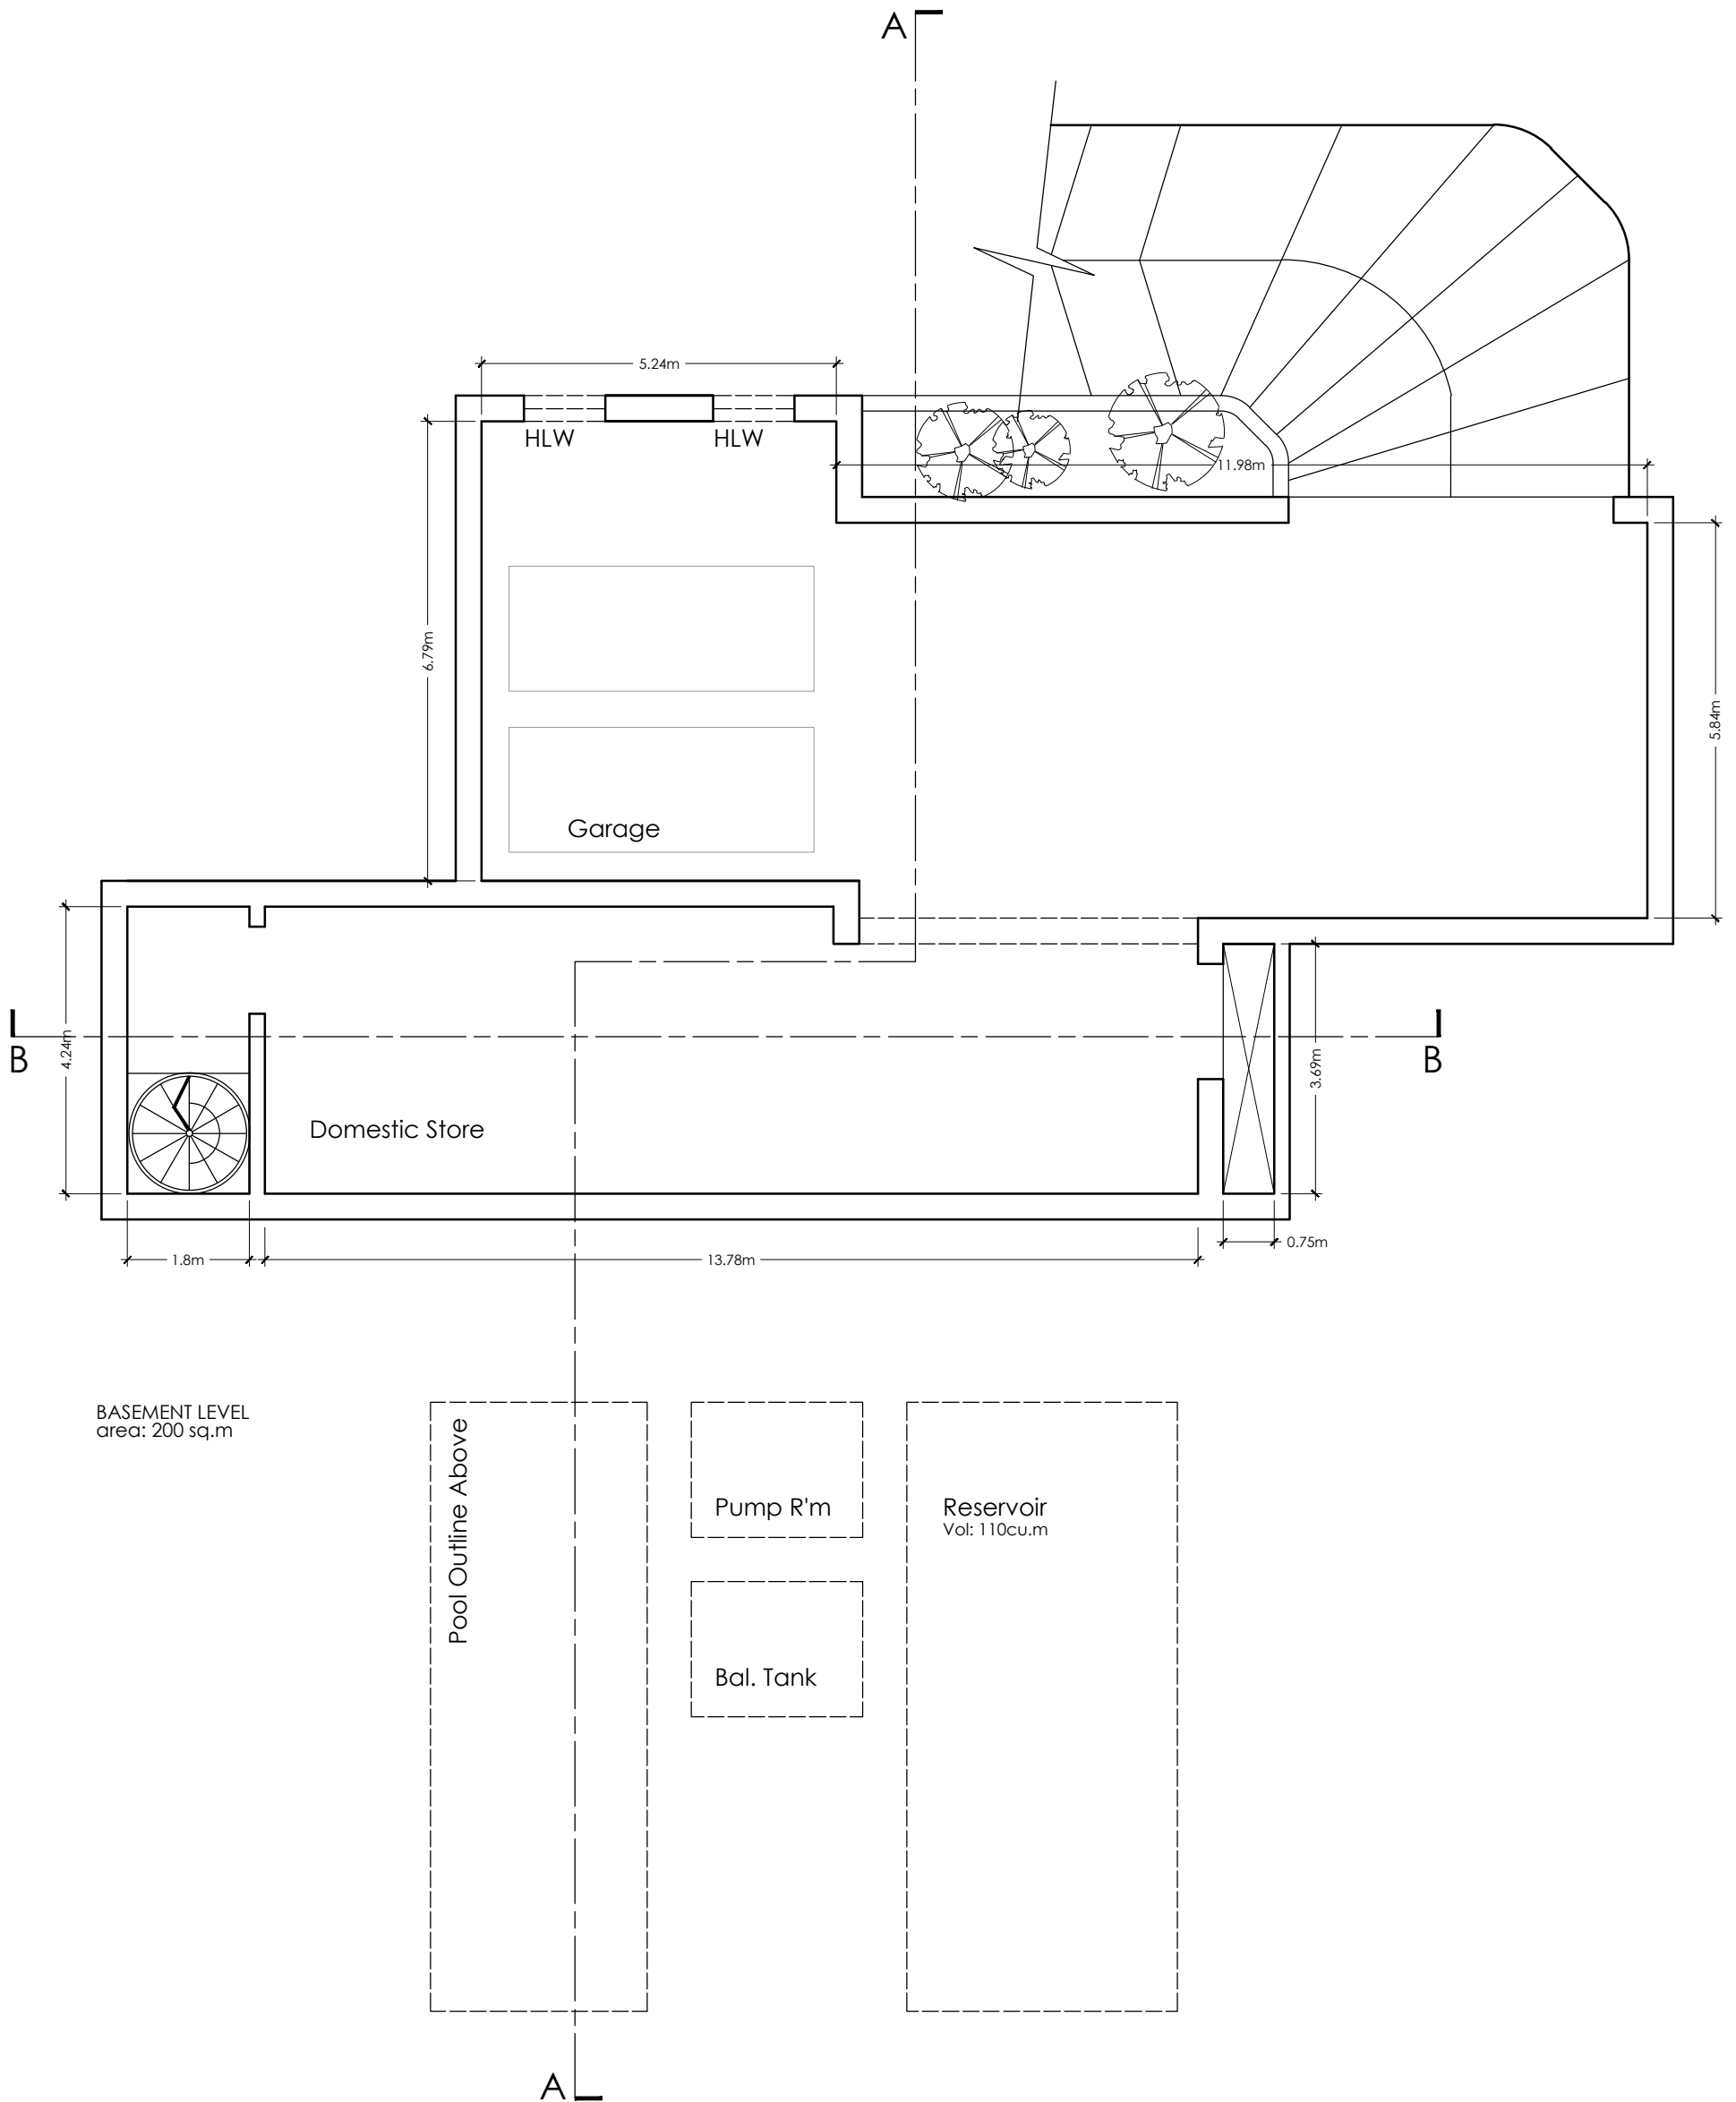 A
5.24m
HLW
HLW
11.98m
6.79m
5.84m
Garage
4.24m
B
B
3.69m
Domestic Store
1.8m
13.78m
0.75m
BASEMENT LEVEL
area: 200 sq.m
Pool Outline Above
Pump R'm
Reservoir
Vol: 110cu.m
Bal. Tank
A